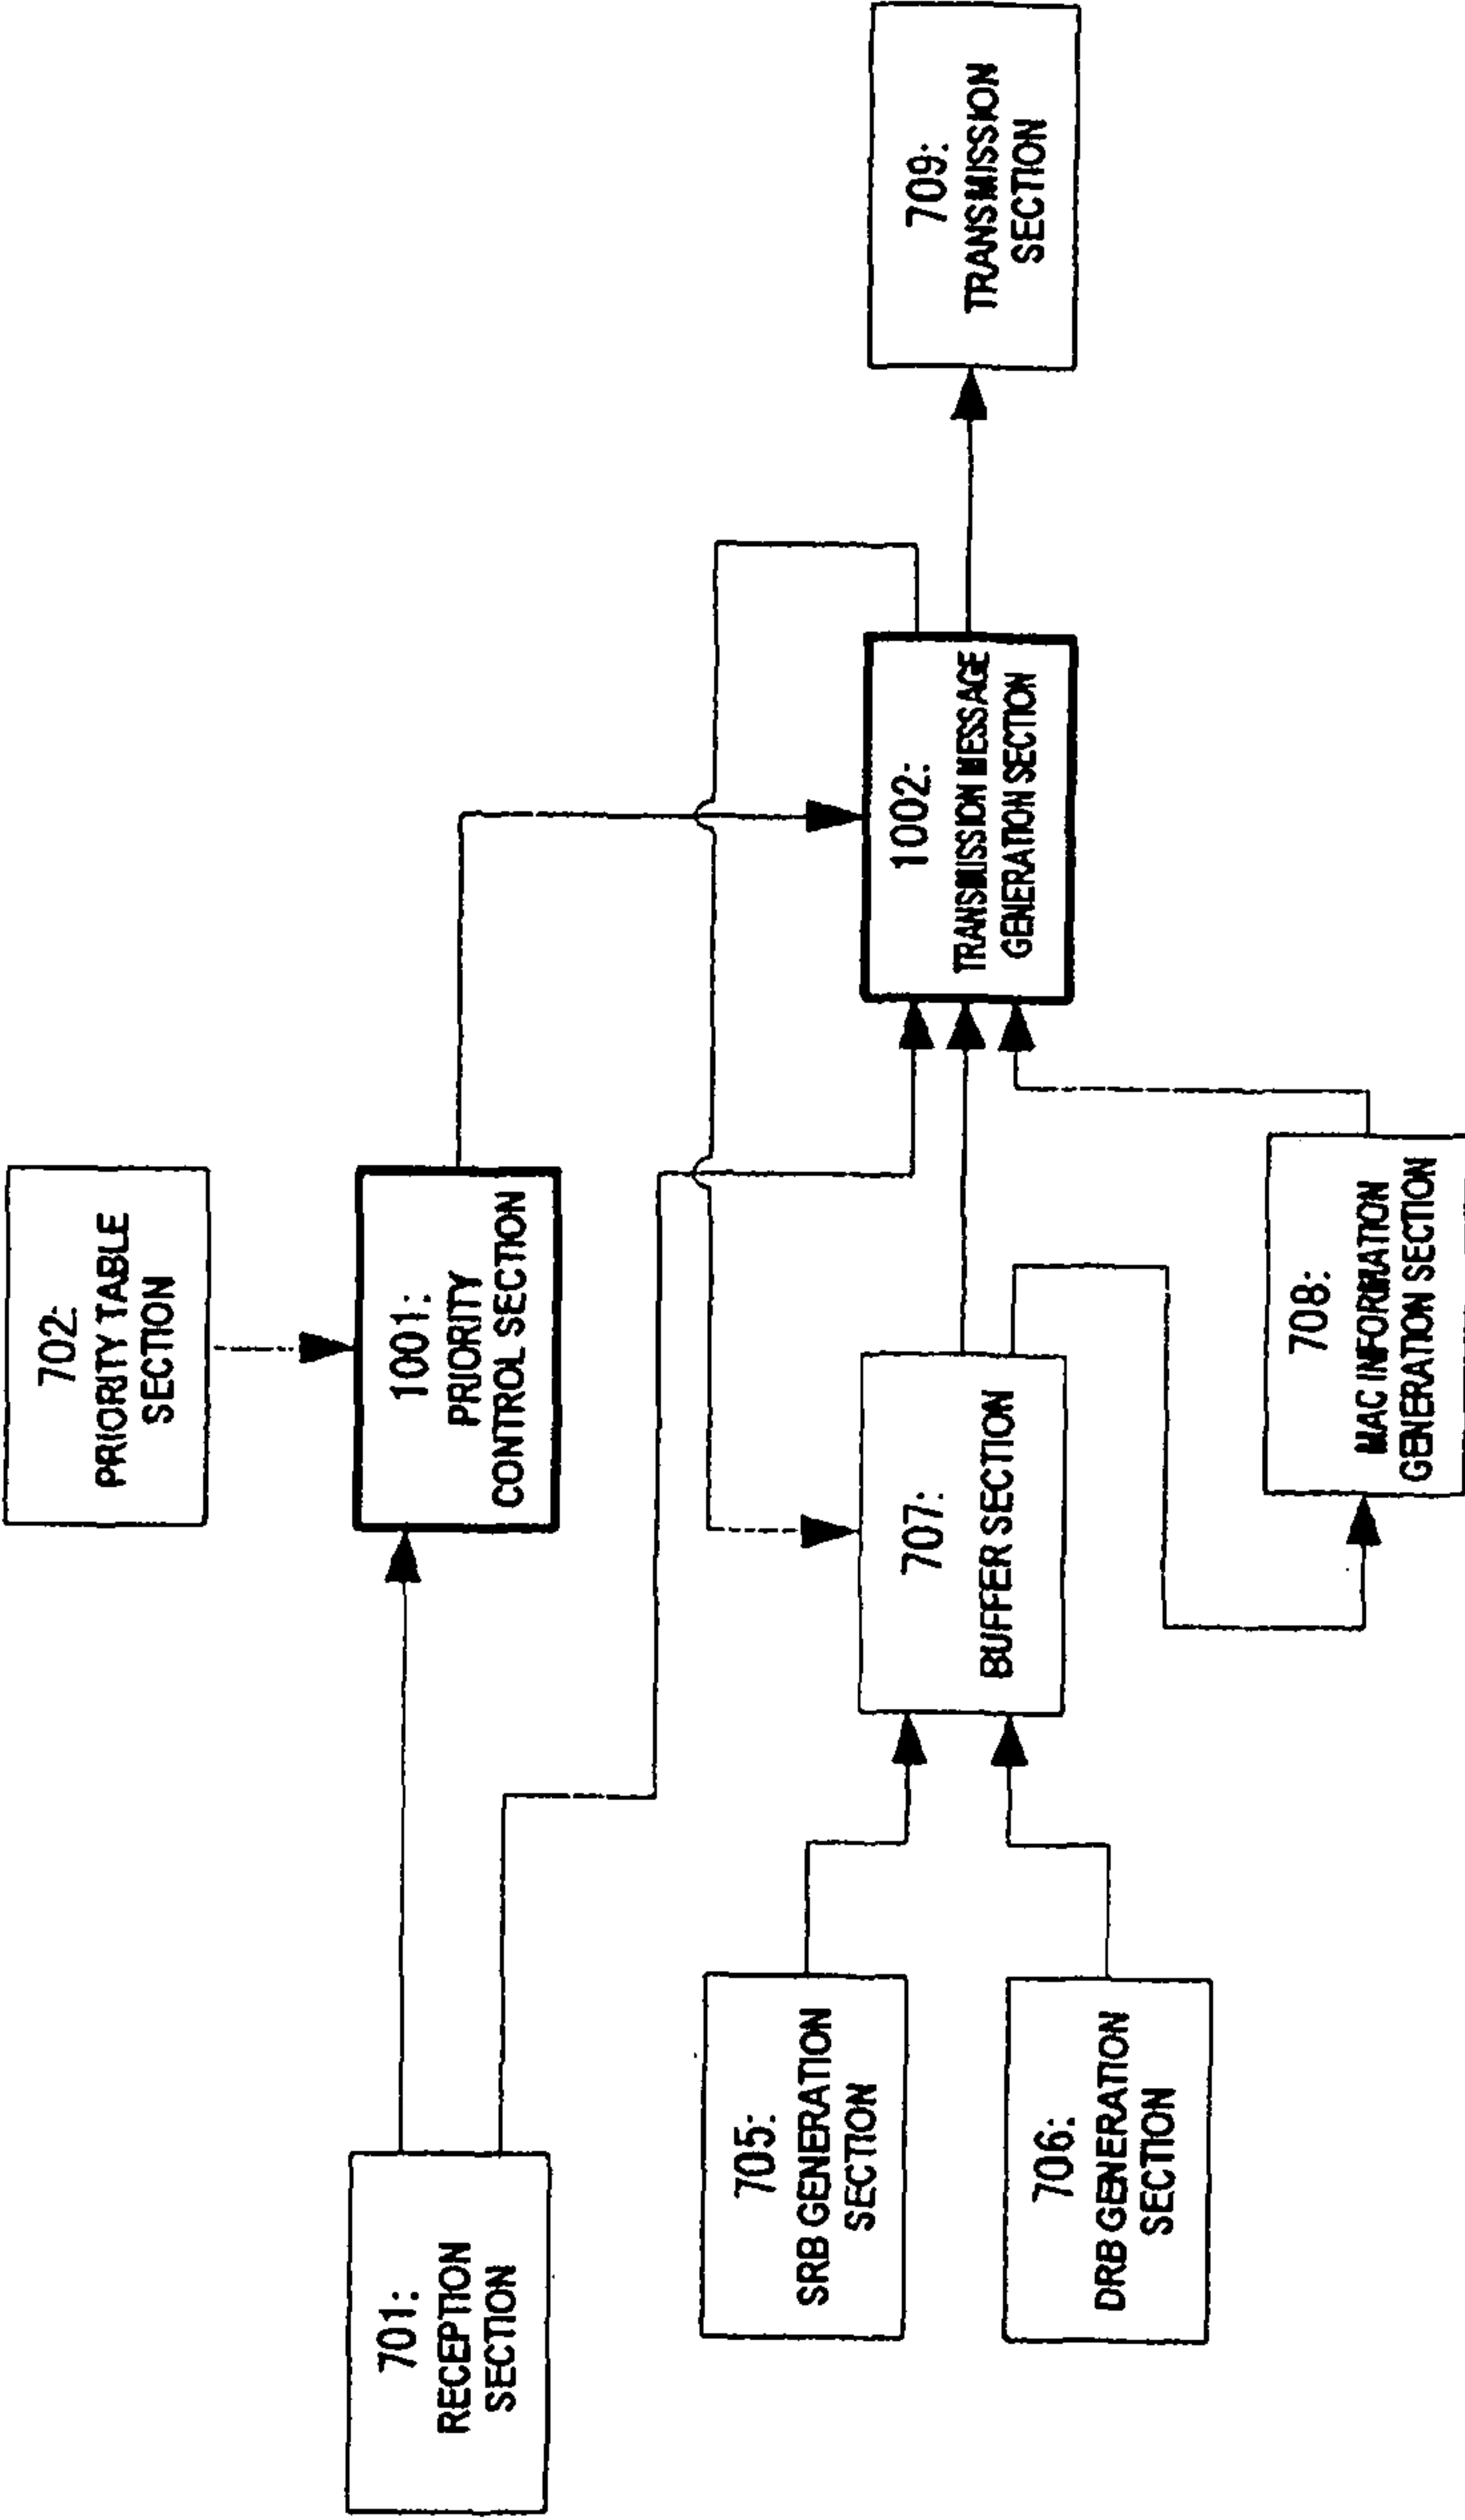 702:
PRIORITY TABLE
SECTION
701:
RECEPTION
SECTION
1001:
PRIORITY
CONTROL SECTION
705:
SRB GENERATION
SECTION
706:
DRB GENERATION
SECTION
707:
BUFFER SECTION
708:
MAC INFORMATION
GENERATION SECTION
1002:
TRANSMISSION MESSAGE
GENERATION SECTION
709:
TRANSMISSION
SECTION